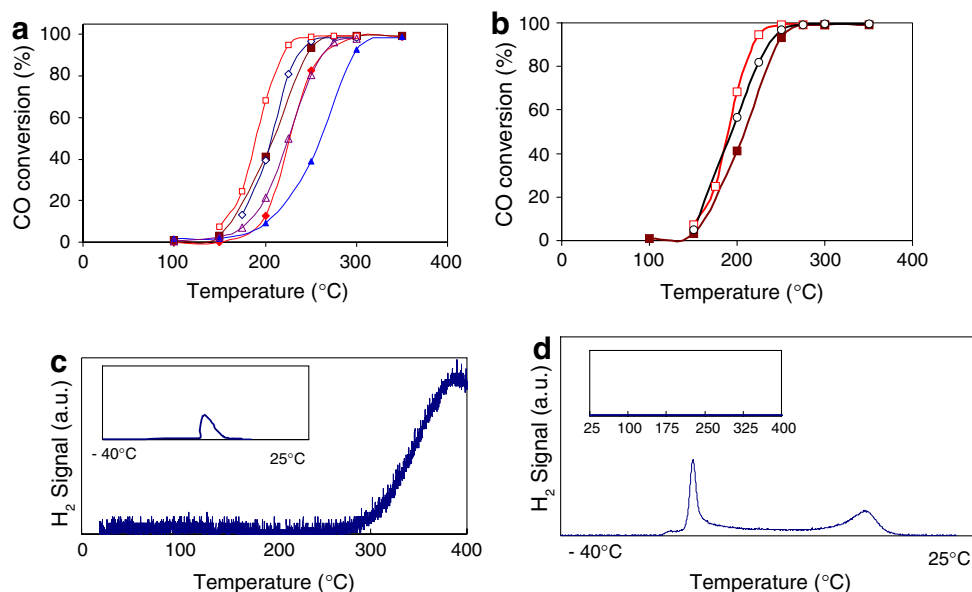 a
100
80
60
40
20
0
CO conversion (%)
0
100
200
300
400
Temperature (°C)
b
100
80
60
40
20
0
CO conversion (%)
0
100
200
300
400
Temperature (°C)
c
H2 Signal (a.u.)
- 40°C
25°C
0
100
200
300
400
Temperature (°C)
d
H2 Signal (a.u.)
25
100
175
250
325
400
- 40°C
25°C
Temperature (°C)